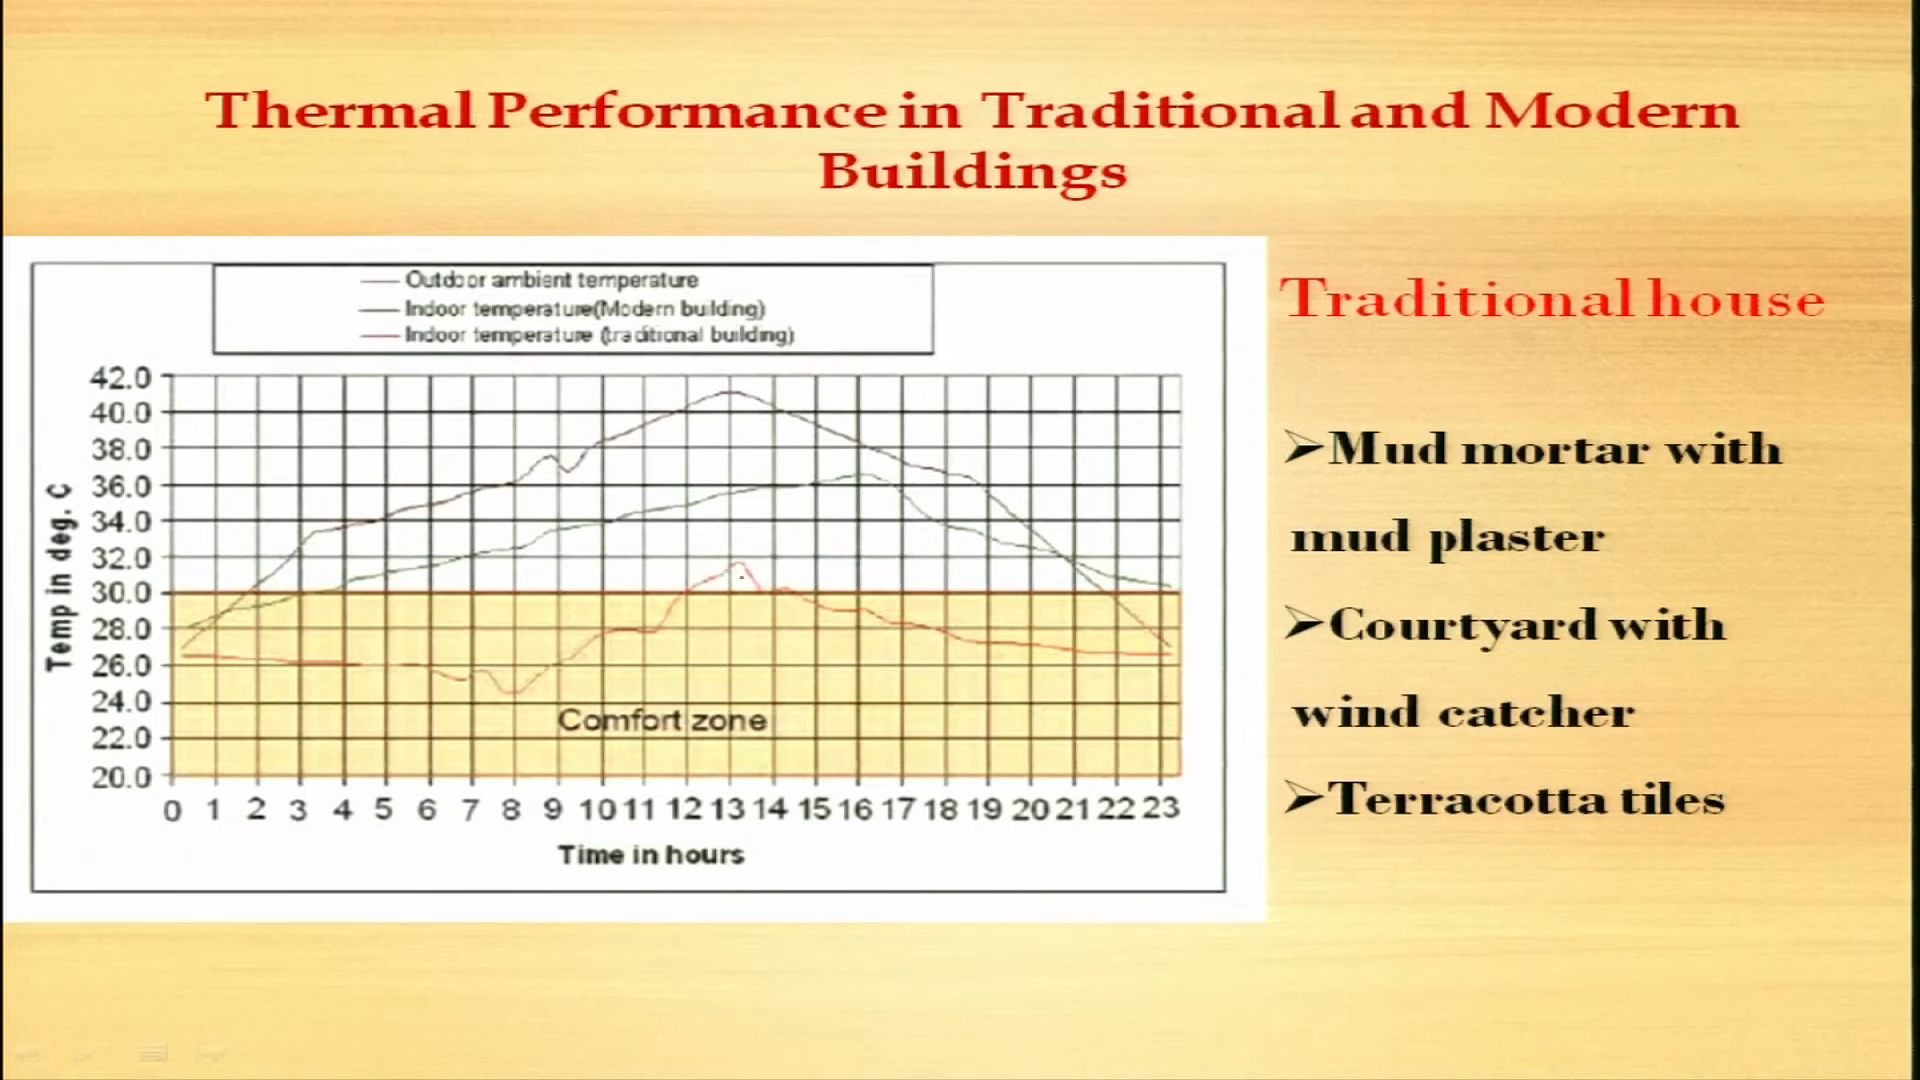 Thermal Performance in Traditional and Modern
Buildings
Outdoor ambient temperature
Indoor temperature(Modern building)
Indoor temperature (traditional building)
42.0
40.0
38.0
36.0
34.0
32.0
30.0
28.0
26.0
24.0
22.0
20.0
Temp in deg. C
Comfort zone
0 1 2 3 4 5 6 7 8 9 10 11 12 13 14 15 16 17 18 19 20 21 22 23
Time in hours
Traditional house
➢Mud mortar with
mud plaster
➢Courtyard with
wind catcher
➢Terracotta tiles